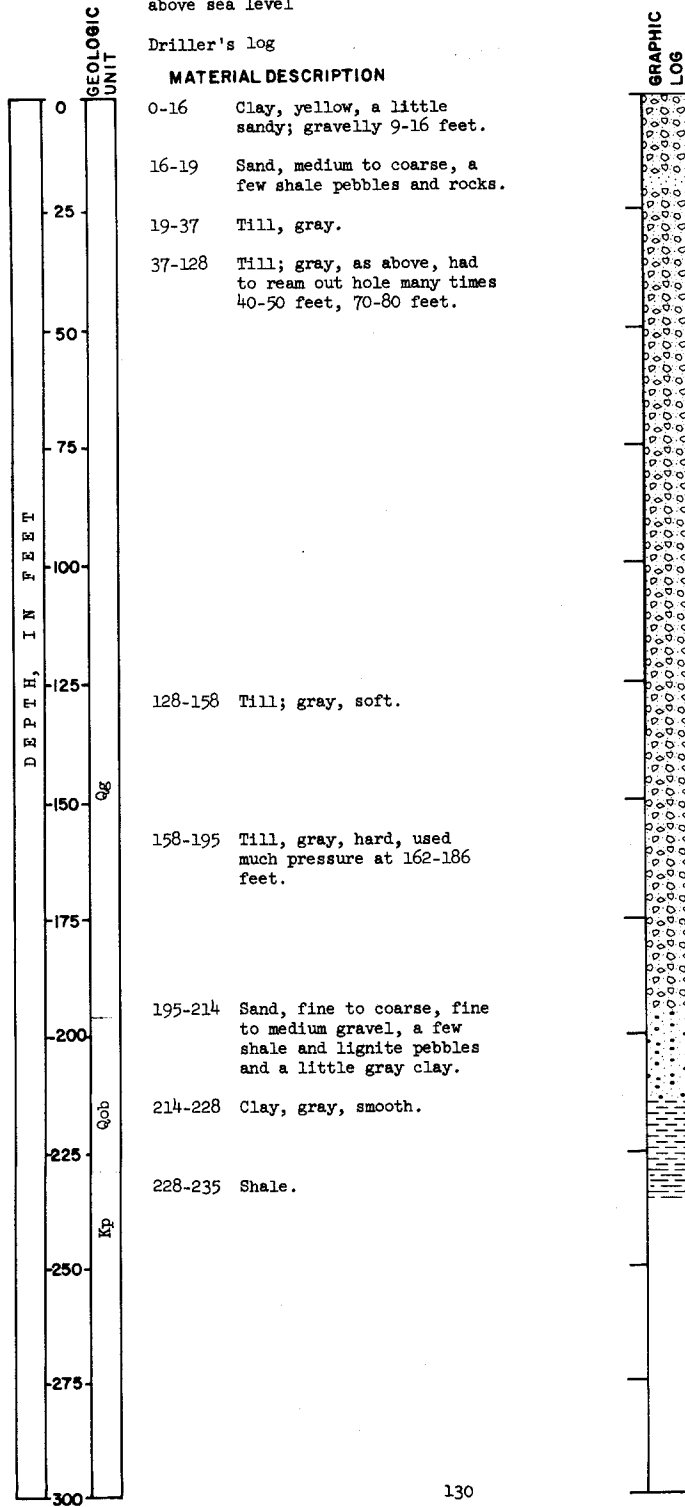 above sea level
Driller's log
GEOLOGIC
UNIT
MATERIAL DESCRIPTION
GRAPHIC
LOG
DEPTH, IN FEET
0
25
50
75
100
125
150
175
200
225
250
275
300
Qg
Qob
Kp
0-16 Clay, yellow, a little
sandy; gravelly 9-16 feet.
16-19 Sand, medium to coarse, a
few shale pebbles and rocks.
19-37 Till, gray.
37-128 Till; gray, as above, had
to ream out hole many times
40-50 feet, 70-80 feet.
128-158 Till; gray, soft.
158-195 Till, gray, hard, used
much pressure at 162-186
feet.
195-214 Sand, fine to coarse, fine
to medium gravel, a few
shale and lignite pebbles
and a little gray clay.
214-228 Clay, gray, smooth.
228-235 Shale.
130